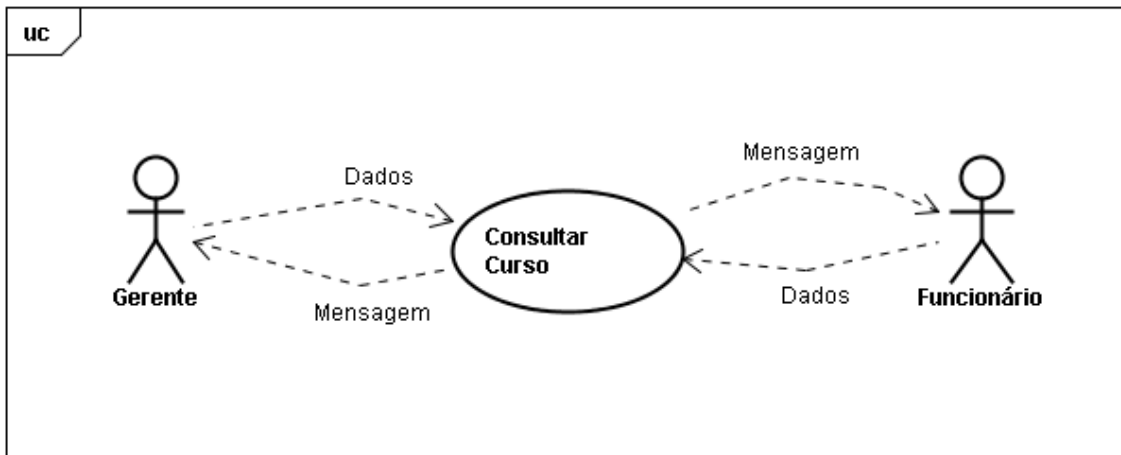 uc
Mensagem
Dados
Consultar
Curso
Gerente
Mensagem
Dados
Funcionário